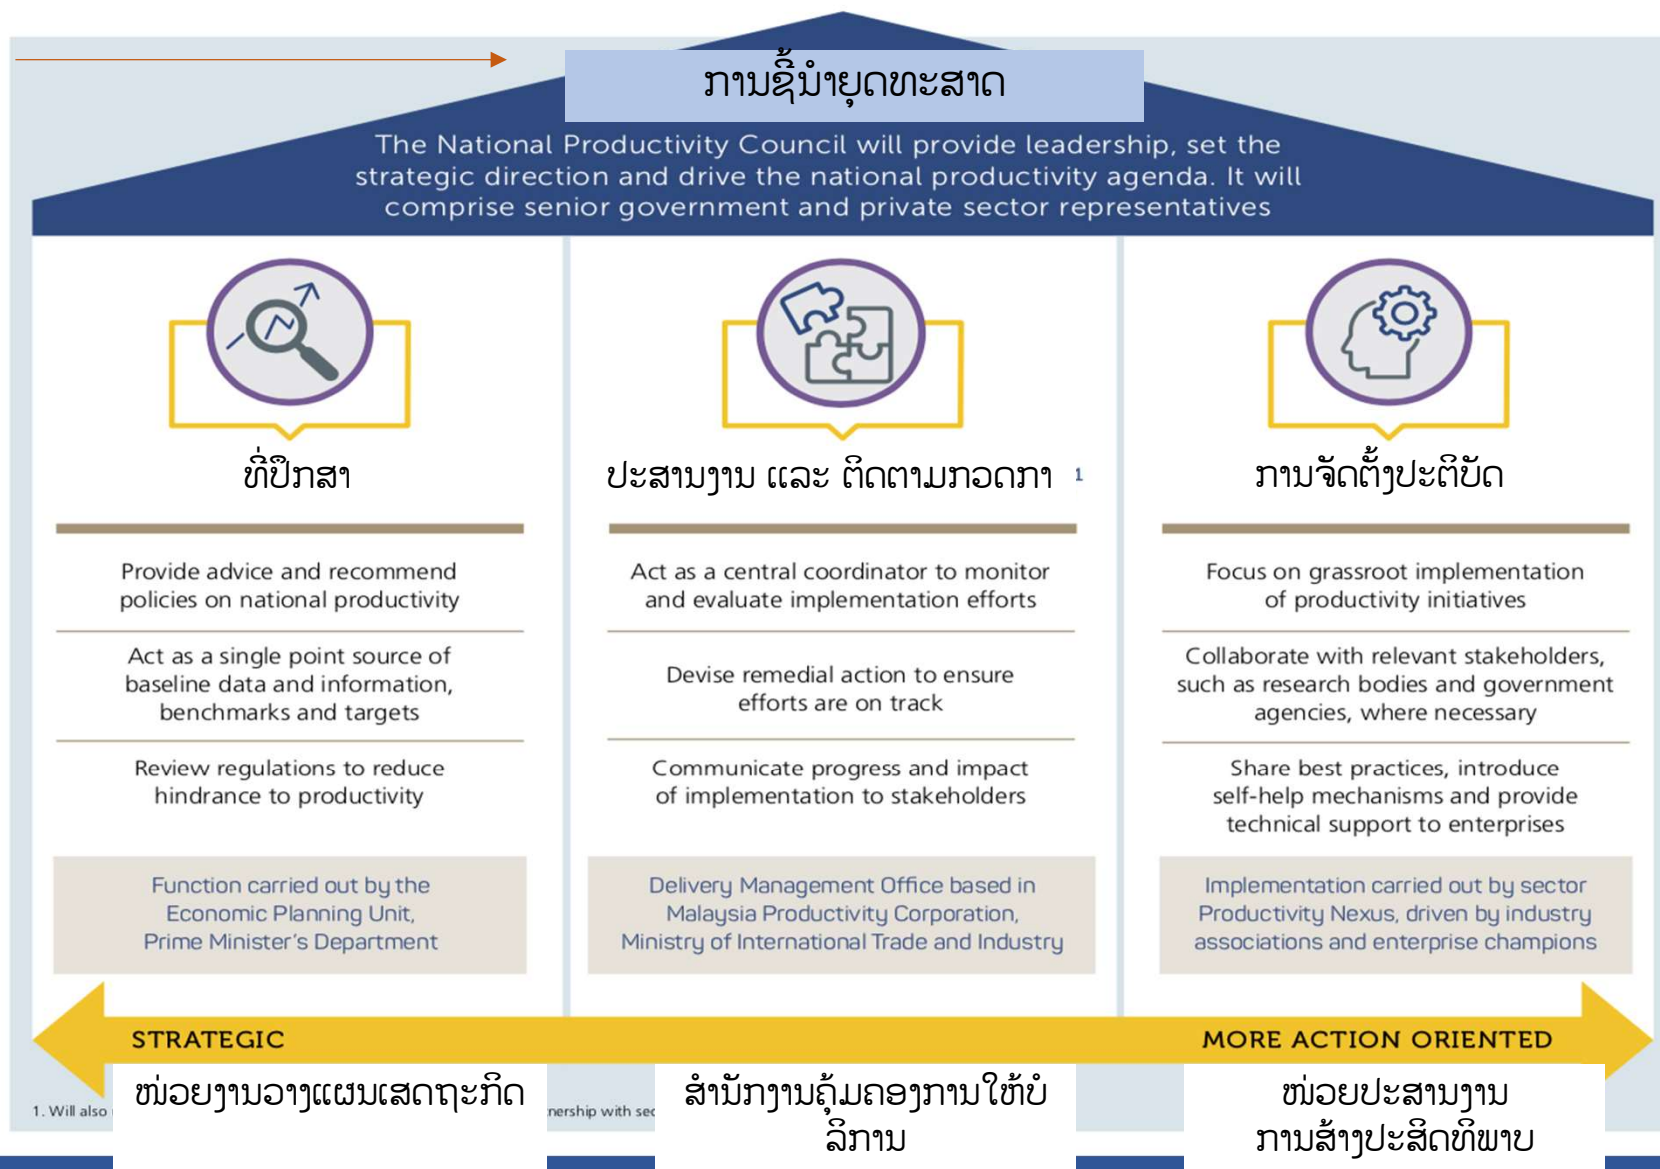 ການຊີ້ນຳຍຸດທະສາດ
The National Productivity Council will provide leadership, set the
strategic direction and drive the national productivity agenda. It will
comprise senior government and private sector representatives
ທີ່ປຶກສາ
Provide advice and recommend
policies on national productivity
Act as a single point source of
baseline data and information,
benchmarks and targets
Review regulations to reduce
hindrance to productivity
Function carried out by the
Economic Planning Unit,
Prime Minister's Department
ປະສານງານ ແລະ ຕິດຕາມກວດກາ 1
Act as a central coordinator to monitor
and evaluate implementation efforts
Devise remedial action to ensure
efforts are on track
Communicate progress and impact
of implementation to stakeholders
Delivery Management Office based in
Malaysia Productivity Corporation,
Ministry of International Trade and Industry
ການຈັດຕັ້ງປະຕິບັດ
Focus on grassroot implementation
of productivity initiatives
Collaborate with relevant stakeholders,
such as research bodies and government
agencies, where necessary
Share best practices, introduce
self-help mechanisms and provide
technical support to enterprises
Implementation carried out by sector
Productivity Nexus, driven by industry
associations and enterprise champions
STRATEGIC
MORE ACTION ORIENTED
ໜ່ວຍງານວາງແຜນເສດຖະກິດ
ສຳນັກງານຄຸ້ມຄອງການໃຫ້ບໍ
ລິການ
ໜ່ວຍປະສານງານ
ການສ້າງປະສິດທິພາບ
1. Will also